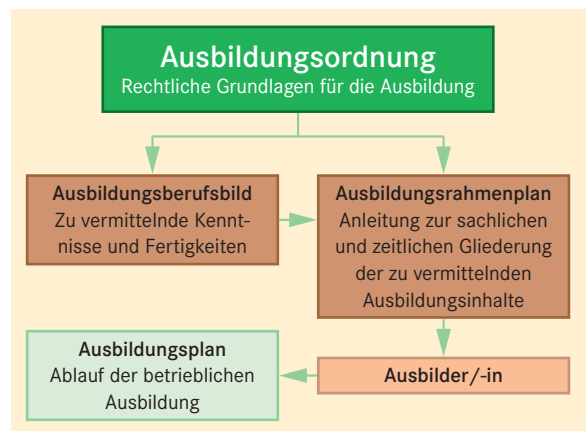 Ausbildungsordnung
Rechtliche Grundlagen für die Ausbildung
Ausbildungsberufsbild
Zu vermittelnde Kennt-
nisse und Fertigkeiten
Ausbildungsrahmenplan
Anleitung zur sachlichen
und zeitlichen Gliederung
der zu vermittelnden
Ausbildungsinhalte
Ausbildungsplan
Ablauf der betrieblichen
Ausbildung
Ausbilder/-in